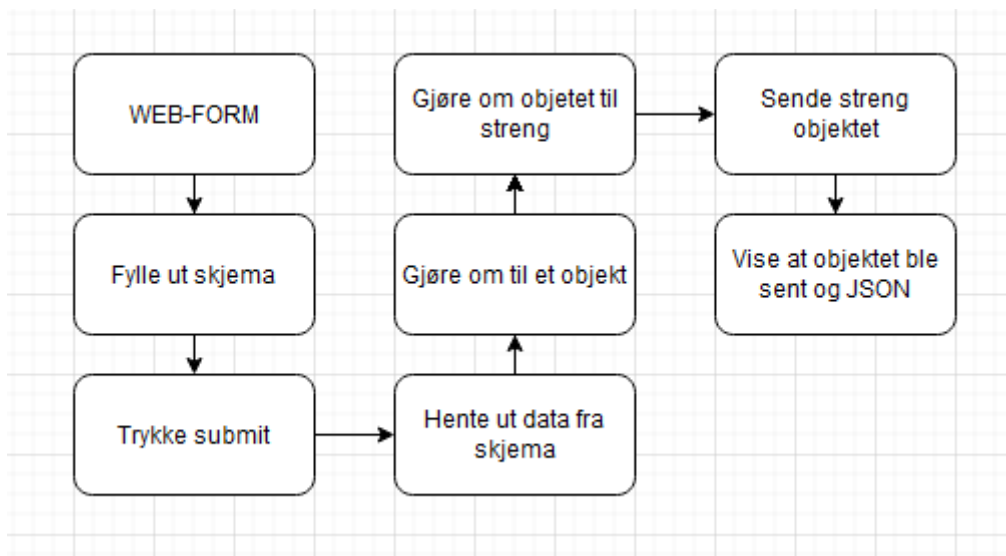 WEB-FORM
Fylle ut skjema
Trykke submit
Hente ut data fra
skjema
Gjøre om til et objekt
Gjøre om objetet til
streng
Sende streng
objektet
Vise at objektet ble
sent og JSON